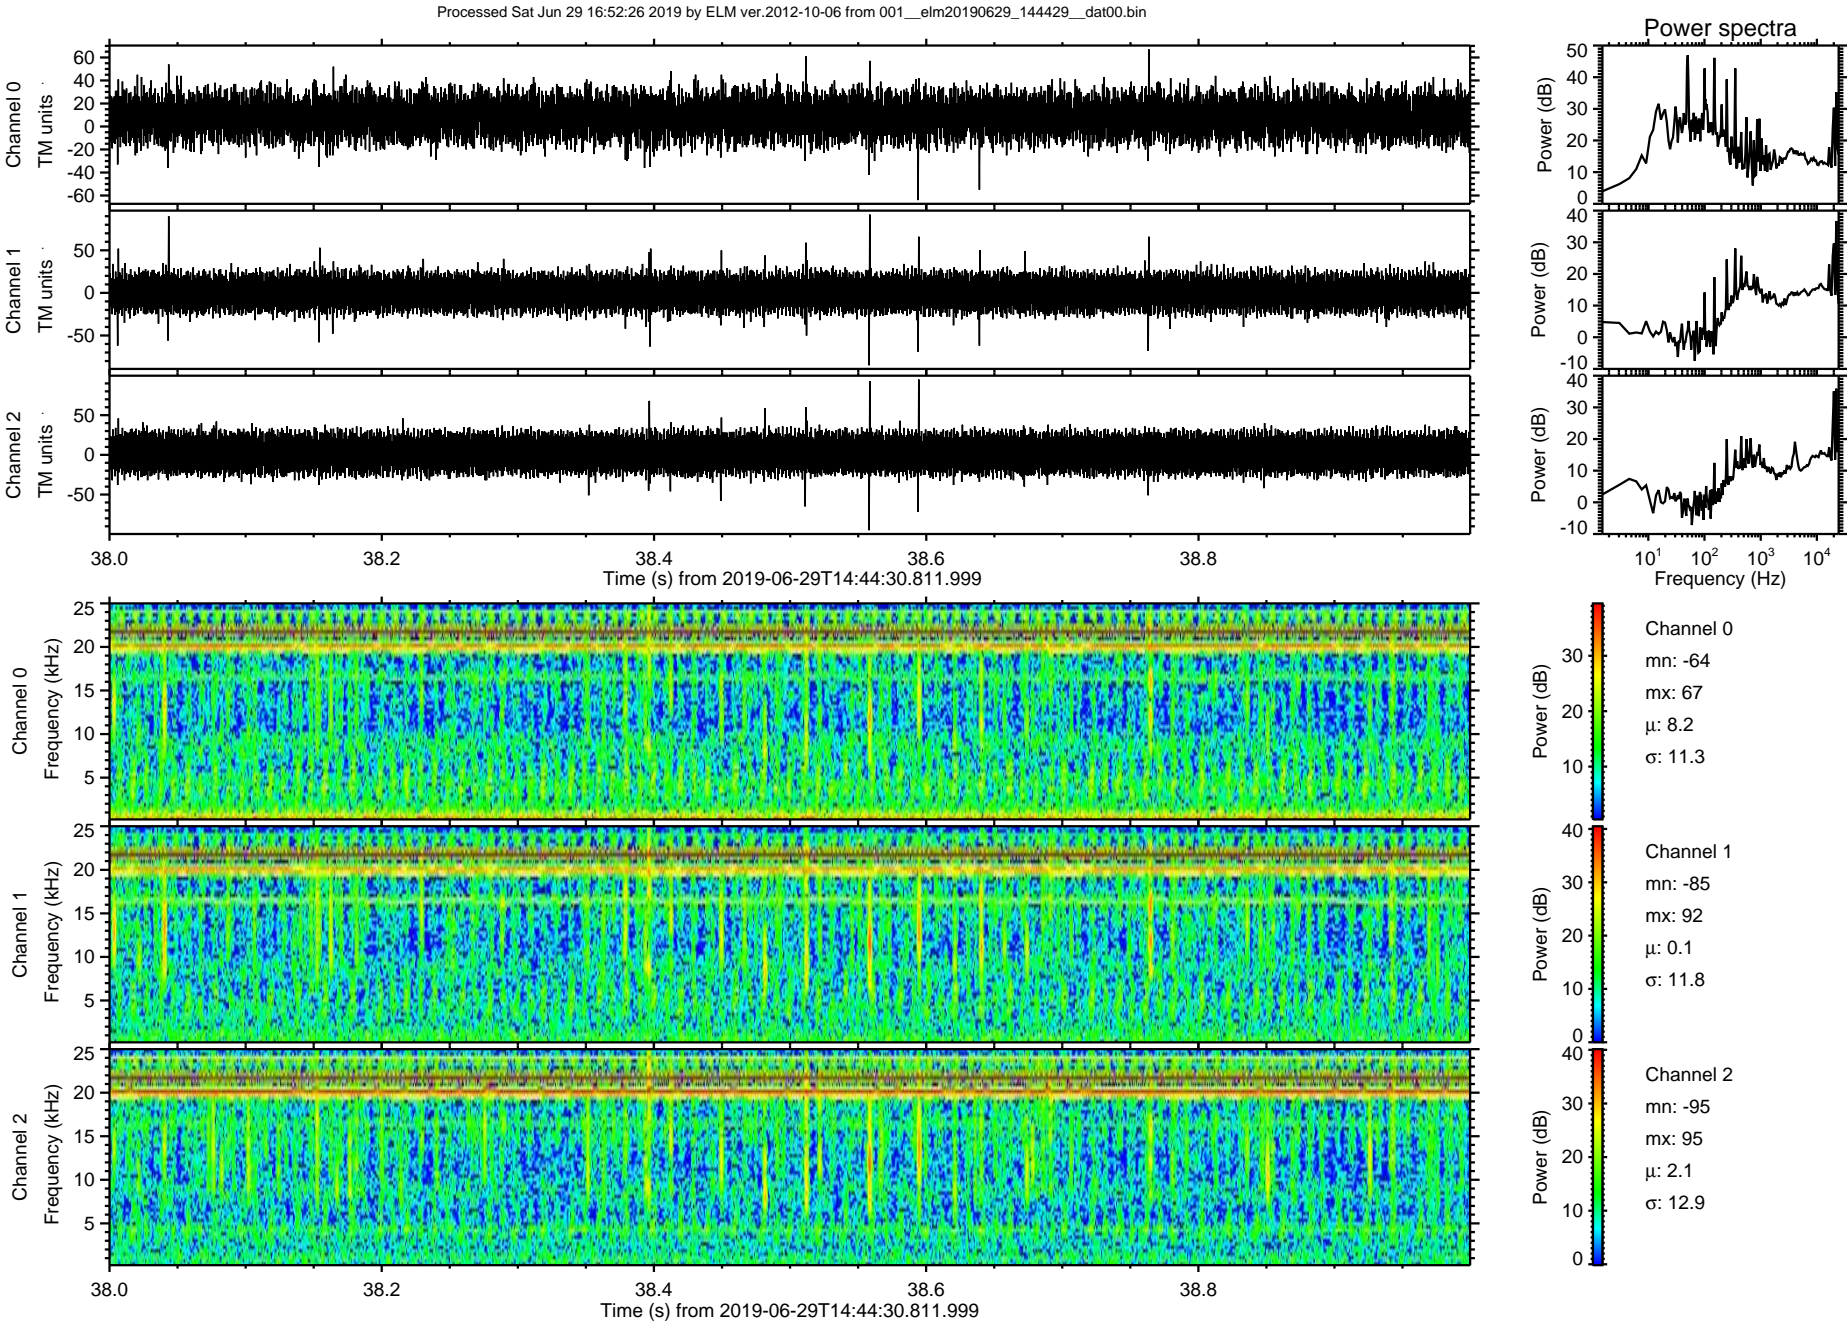 Processed Sat Jun 29 16:52:26 2019 by ELM ver.2012-10-06 from 001__elm20190629_144429__dat00.bin
Power spectra
Channel 0
TM units
60
40
20
0
-20
-40
-60
Power (dB)
50
40
30
20
10
0
Channel 1
TM units
50
0
-50
Power (dB)
40
30
20
10
0
-10
Channel 2
TM units
50
0
-50
Power (dB)
40
30
20
10
0
-10
38.0
38.2
38.4
38.6
38.8
Time (s) from 2019-06-29T14:44:30.811.999
10^1
10^2
10^3
10^4
Frequency (Hz)
Channel 0
Frequency (kHz)
25
20
15
10
5
Power (dB)
30
20
10
Channel 0
mn: -64
mx: 67
μ: 8.2
σ: 11.3
Channel 1
Frequency (kHz)
25
20
15
10
5
Power (dB)
40
30
20
10
0
Channel 1
mn: -85
mx: 92
μ: 0.1
σ: 11.8
Channel 2
Frequency (kHz)
25
20
15
10
5
Power (dB)
40
30
20
10
0
Channel 2
mn: -95
mx: 95
μ: 2.1
σ: 12.9
38.0
38.2
38.4
38.6
38.8
Time (s) from 2019-06-29T14:44:30.811.999